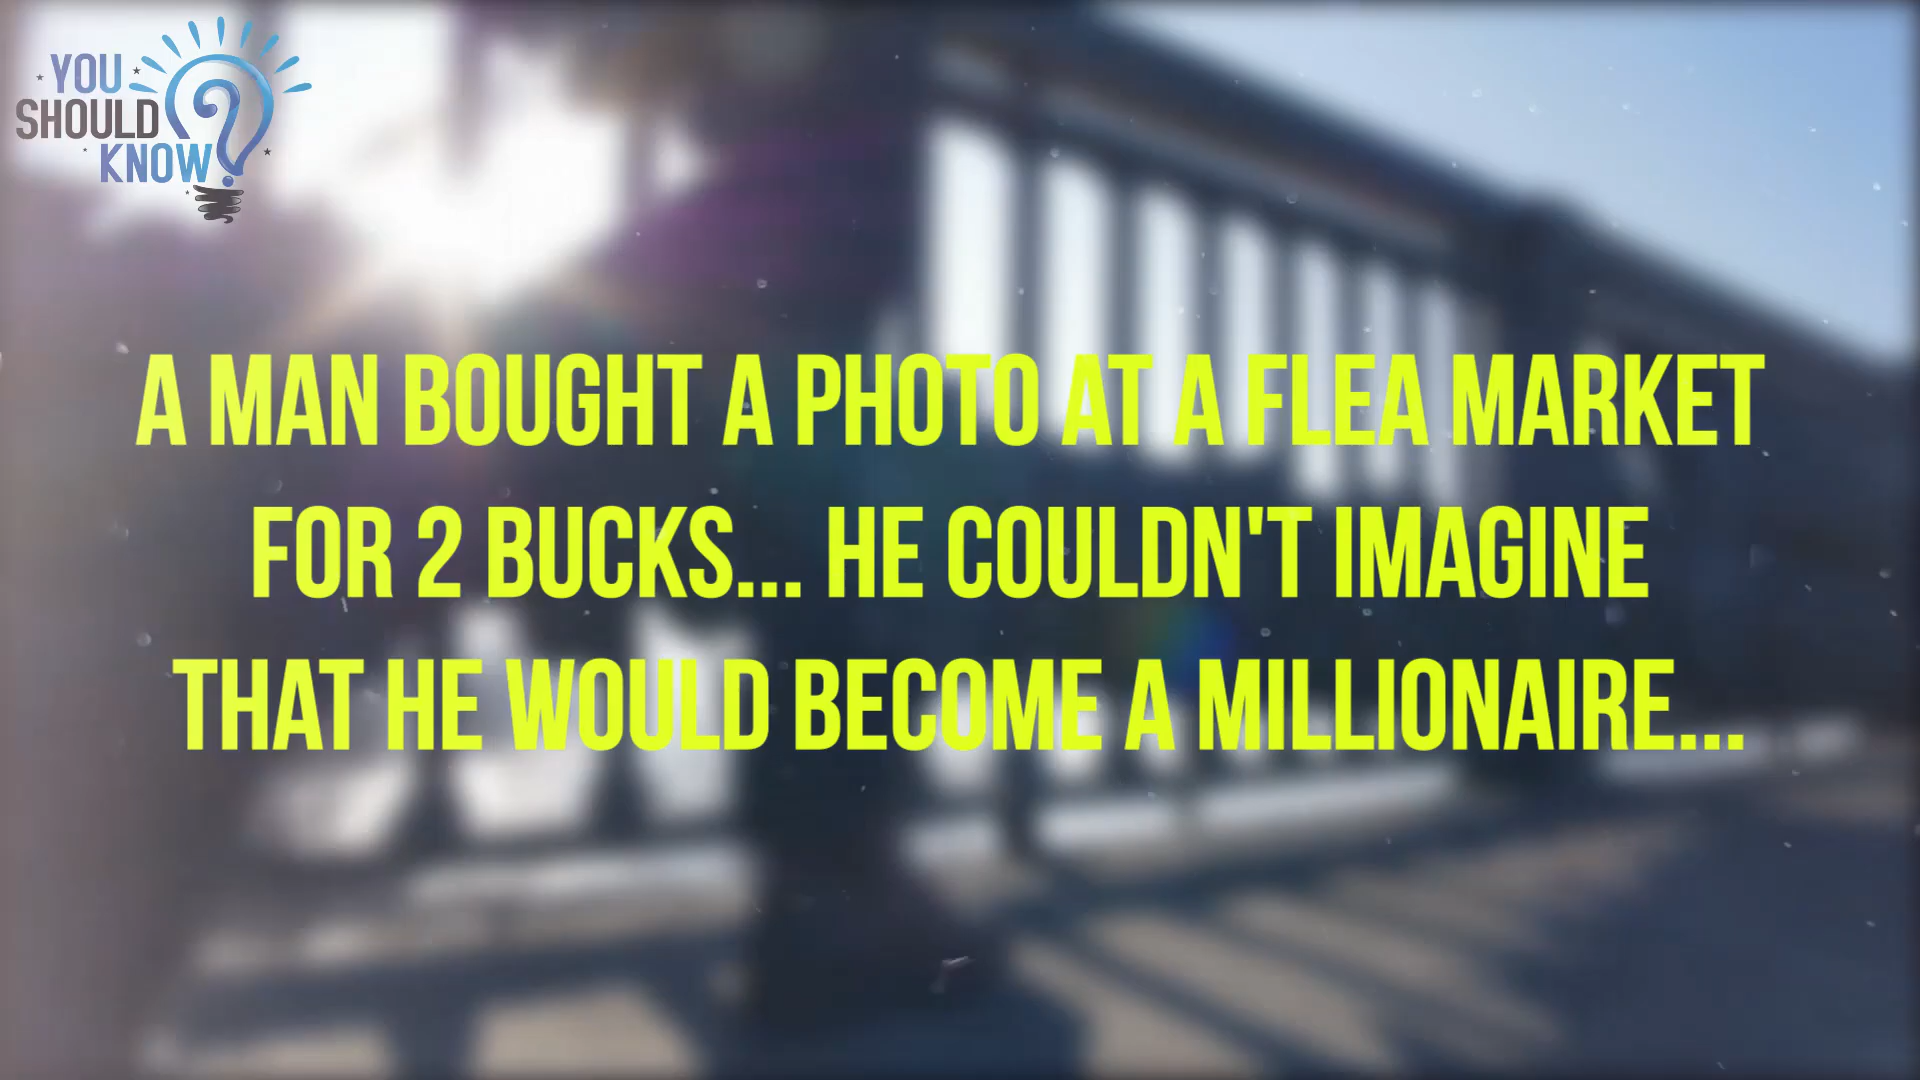 YOU
SHOULD
KNOW
A MAN BOUGHT A PHOTO AT A FLEA MARKET
FOR 2 BUCKS... HE COULDN'T IMAGINE
THAT HE WOULD BECOME A MILLIONAIRE...